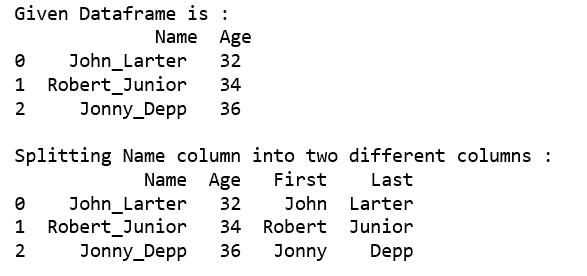 Given Dataframe is :
             Name  Age
0     John_Larter   32
1   Robert_Junior   34
2      Jonny_Depp   36

Splitting Name column into two different columns :
            Name  Age   First    Last
0    John_Larter   32    John  Larter
1  Robert_Junior   34  Robert  Junior
2     Jonny_Depp   36   Jonny    Depp